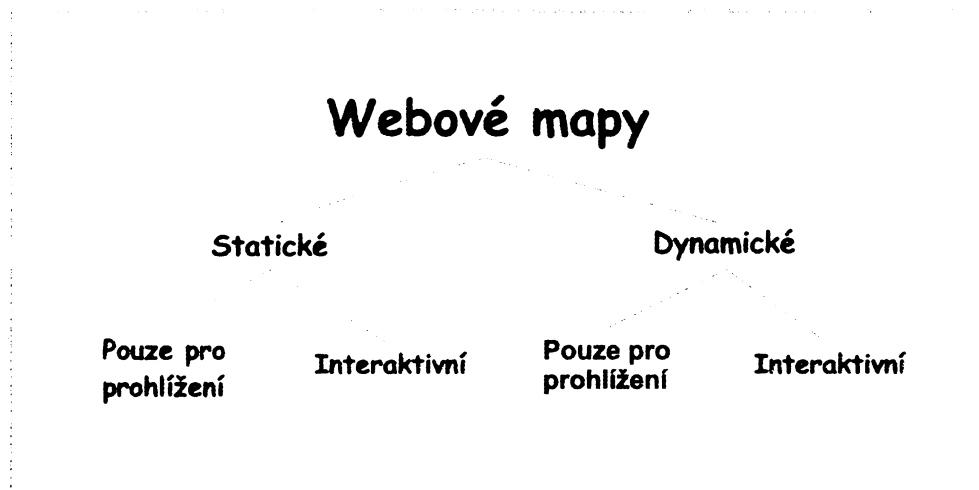 Webové mapy
Statické
Dynamické
Pouze pro
prohlížení
Interaktivní
Pouze pro
prohlížení
Interaktivní